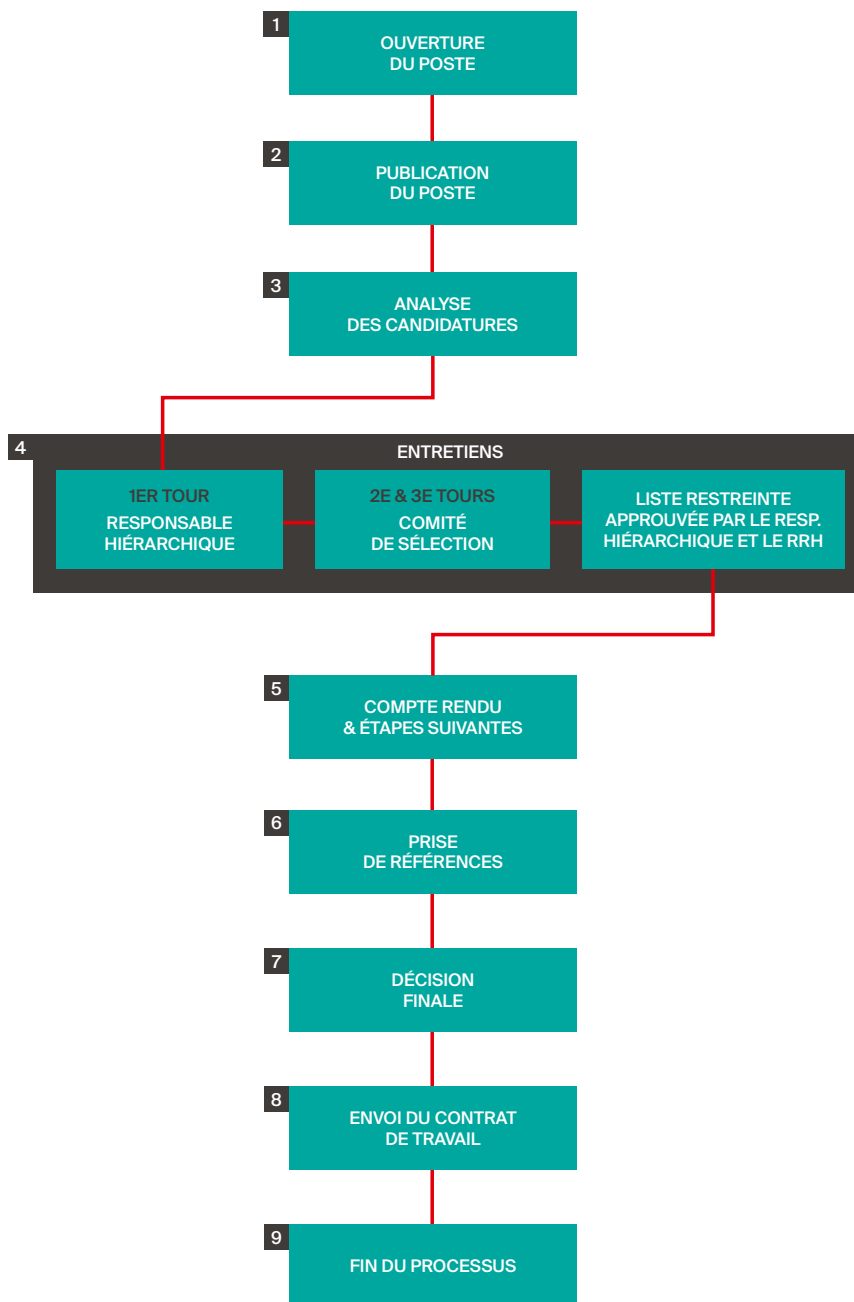 1
OUVERTURE
DU POSTE
2
PUBLICATION
DU POSTE
3
ANALYSE
DES CANDIDATURES
4
ENTRETIENS
1ER TOUR
RESPONSABLE
HIÉRARCHIQUE
2E & 3E TOURS
COMITÉ
DE SÉLECTION
LISTE RESTREINTE
APPROUVÉE PAR LE RESP.
HIÉRARCHIQUE ET LE RRH
5
COMPTE RENDU
& ÉTAPES SUIVANTES
6
PRISE
DE RÉFÉRENCES
7
DÉCISION
FINALE
8
ENVOI DU CONTRAT
DE TRAVAIL
9
FIN DU PROCESSUS